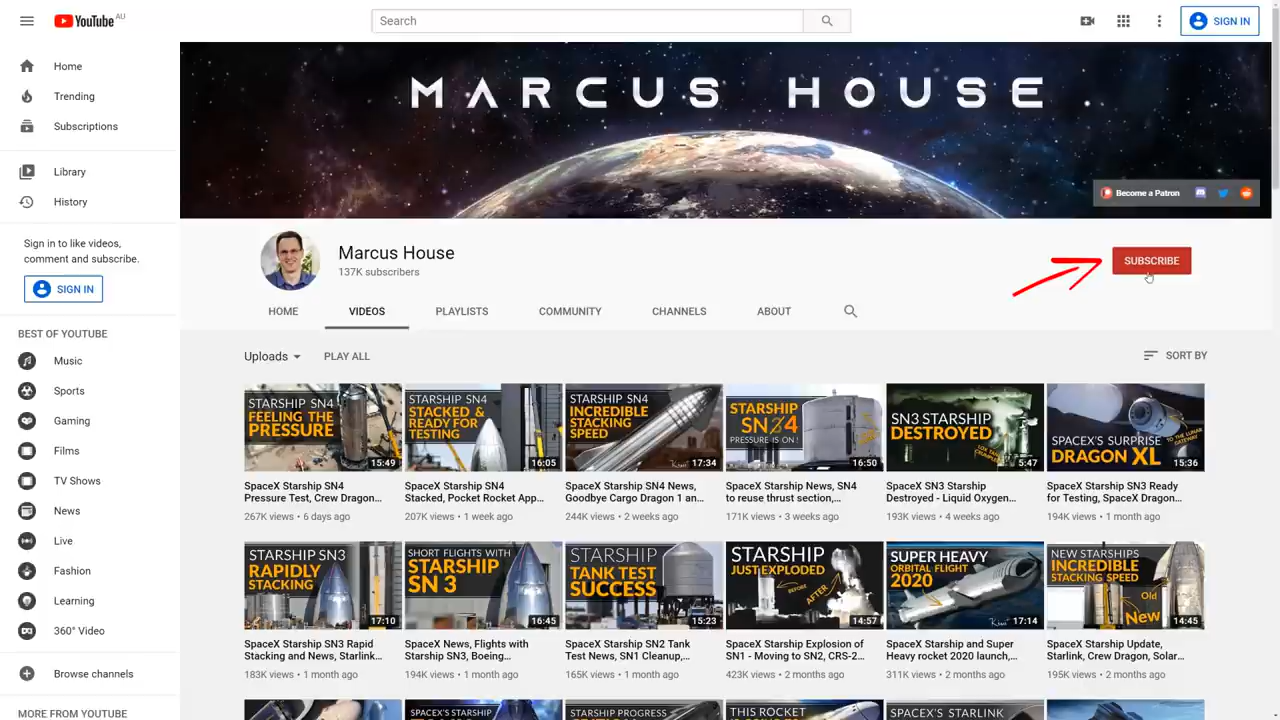 YouTube AU
Search
SIGN IN
Home
Trending
Subscriptions
Library
History
Sign in to like videos,
comment and subscribe.
SIGN IN
BEST OF YOUTUBE
Music
Sports
Gaming
Films
TV Shows
News
Live
Fashion
Learning
360° Video
Browse channels
MORE FROM YOUTUBE
MARCUS HOUSE
Become a Patron
Marcus House
137K subscribers
SUBSCRIBE
HOME VIDEOS PLAYLISTS COMMUNITY CHANNELS ABOUT
Uploads PLAY ALL SORT BY
STARSHIP SN4
FEELING THE
PRESSURE
15:49
SpaceX Starship SN4
Pressure Test, Crew Dragon...
267K views • 6 days ago
STARSHIP SN4
STACKED &
READY FOR
TESTING
16:05
SpaceX Starship SN4
Stacked, Pocket Rocket App...
207K views • 1 week ago
STARSHIP SN4
INCREDIBLE
STACKING
SPEED
17:34
SpaceX Starship SN4 News,
Goodbye Cargo Dragon 1 an...
244K views • 2 weeks ago
STARSHIP
SN34
PRESSURE IS ON!
16:50
SpaceX Starship News, SN4
to reuse thrust section,...
171K views • 3 weeks ago
SN3 STARSHIP
DESTROYED
5:47
SpaceX SN3 Starship
Destroyed - Liquid Oxygen...
193K views • 4 weeks ago
SPACEX'S SURPRISE
DRAGON XL
TO THE LUNAR
GATEWAY
15:36
SpaceX Starship SN3 Ready
for Testing, SpaceX Dragon...
194K views • 1 month ago
STARSHIP SN3
RAPIDLY
STACKING
17:10
SpaceX Starship SN3 Rapid
Stacking and News, Starlink...
183K views • 1 month ago
SHORT FLIGHTS WITH
STARSHIP
SN 3
16:45
SpaceX News, Flights with
Starship SN3, Boeing...
194K views • 1 month ago
STARSHIP
TANK TEST
SUCCESS
15:23
SpaceX Starship SN2 Tank
Test News, SN1 Cleanup,...
165K views • 1 month ago
STARSHIP
JUST EXPLODED
BEFORE
AFTER
14:57
SpaceX Starship Explosion of
SN1 - Moving to SN2, CRS-2...
423K views • 2 months ago
SUPER HEAVY
ORBITAL FLIGHT
2020
17:14
SpaceX Starship and Super
Heavy rocket 2020 launch,...
311K views • 2 months ago
NEW STARSHIPS
INCREDIBLE
STACKING SPEED
Old
New
14:45
SpaceX Starship Update,
Starlink, Crew Dragon, Solar...
195K views • 2 months ago
SPACEX'S STARSHIP
STARSHIP PROGRESS
THIS ROCKET
SPACEX'S STARLINK